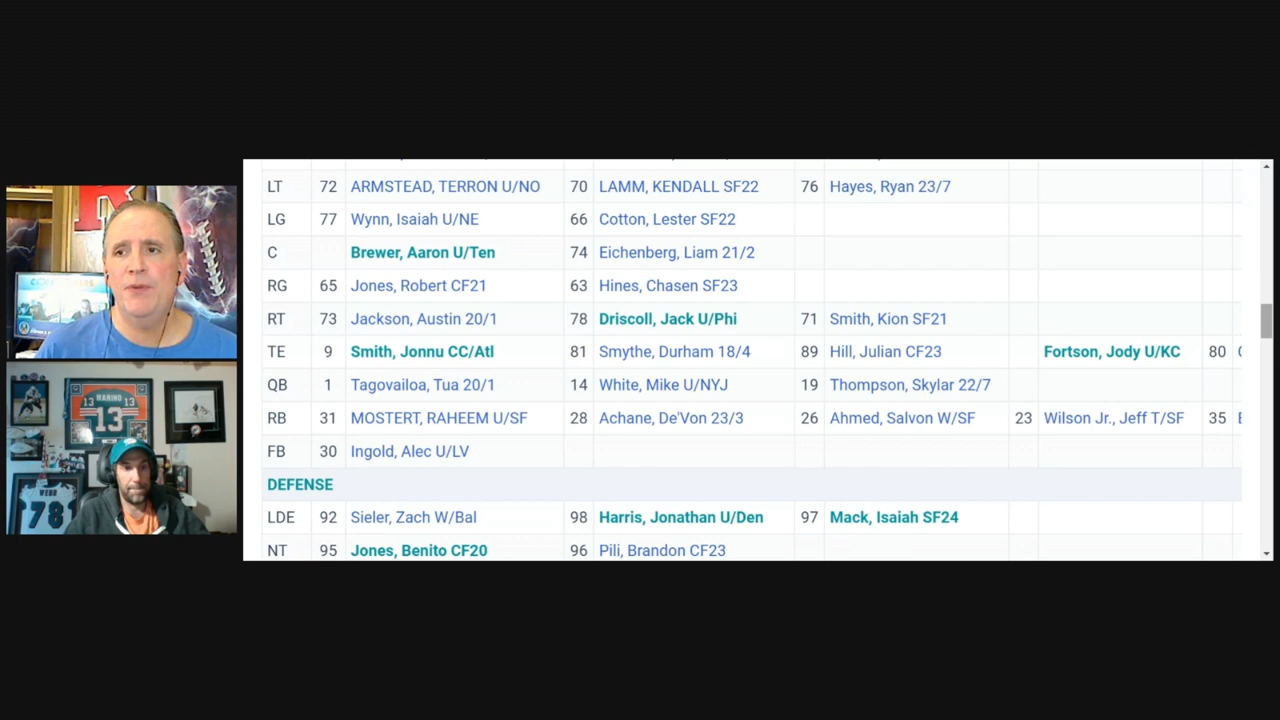 LT 72 ARMSTEAD, TERRON U/NO 70 LAMM, KENDALL SF22 76 Hayes, Ryan 23/7
LG 77 Wynn, Isaiah U/NE 66 Cotton, Lester SF22
C Brewer, Aaron U/Ten 74 Eichenberg, Liam 21/2
RG 65 Jones, Robert CF21 63 Hines, Chasen SF23
RT 73 Jackson, Austin 20/1 78 Driscoll, Jack U/Phi 71 Smith, Kion SF21
TE 9 Smith, Jonnu CC/Atl 81 Smythe, Durham 18/4 89 Hill, Julian CF23 Fortson, Jody U/KC 80
QB 1 Tagovailoa, Tua 20/1 14 White, Mike U/NYJ 19 Thompson, Skylar 22/7
RB 31 MOSTERT, RAHEEM U/SF 28 Achane, De'Von 23/3 26 Ahmed, Salvon W/SF 23 Wilson Jr., Jeff T/SF 35
FB 30 Ingold, Alec U/LV
DEFENSE
LDE 92 Sieler, Zach W/Bal 98 Harris, Jonathan U/Den 97 Mack, Isaiah SF24
NT 95 Jones, Benito CF20 96 Pili, Brandon CF23
MARINO
13 13
13
WEBB
78